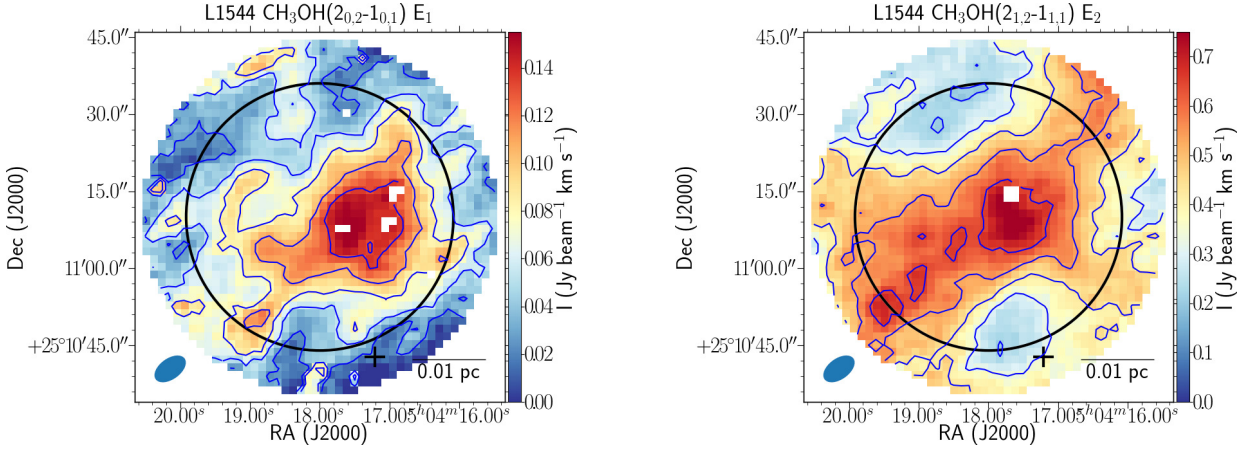 L1544 CH₃OH(2₀,₂-1₀,₁) E₁
45.0″
30.0″
15.0″
11′00.0″
+25°10′45.0″
Dec (J2000)
20.00ˢ 19.00ˢ 18.00ˢ 17.00ˢ 5ʰ04ᵐ16.00ˢ
RA (J2000)
0.01 pc
0.14
0.12
0.10
0.08
0.06
0.04
0.02
0.00
I (Jy beam⁻¹ km s⁻¹)
L1544 CH₃OH(2₁,₂-1₁,₁) E₂
45.0″
30.0″
15.0″
11′00.0″
+25°10′45.0″
Dec (J2000)
20.00ˢ 19.00ˢ 18.00ˢ 17.00ˢ 5ʰ04ᵐ16.00ˢ
RA (J2000)
0.01 pc
0.7
0.6
0.5
0.4
0.3
0.2
0.1
0.0
I (Jy beam⁻¹ km s⁻¹)